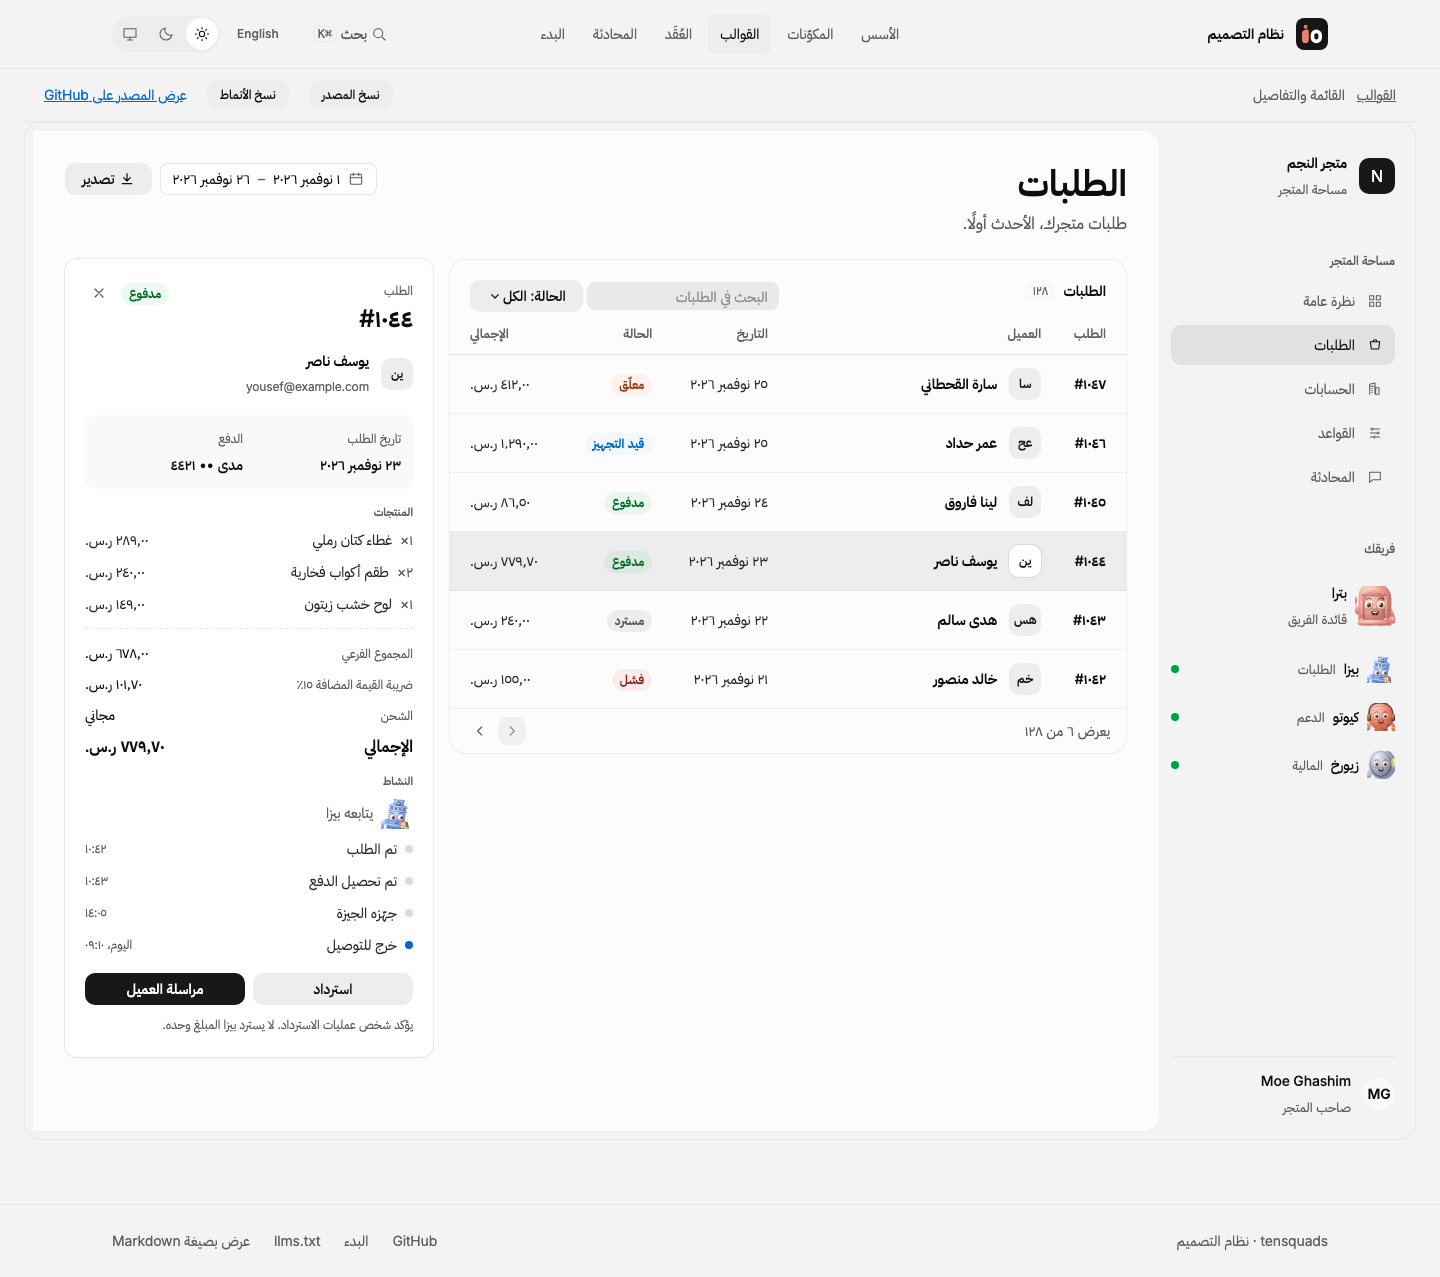 نظام التصميم
الأسس
المكوّنات
القوالب
العُقَد
المحادثة
البدء
بحث
⌘K
English
القوالب
القائمة والتفاصيل
نسخ المصدر
نسخ الأنماط
عرض المصدر على GitHub
N
متجر النجم
مساحة المتجر
مساحة المتجر
نظرة عامة
الطلبات
الحسابات
القواعد
المحادثة
فريقك
بترا
قائدة الفريق
بيزا الطلبات
كيوتو الدعم
زيورخ المالية
MG
Moe Ghashim
صاحب المتجر
الطلبات
طلبات متجرك، الأحدث أولًا.
١ نوفمبر ٢٠٢٦ – ٢٦ نوفمبر ٢٠٢٦
تصدير
الطلبات ١٢٨
البحث في الطلبات
الحالة: الكل
الطلب العميل التاريخ الحالة الإجمالي
#١٠٤٧ سا سارة القحطاني ٢٥ نوفمبر ٢٠٢٦ معلّق ٤١٢,٠٠ ر.س.
#١٠٤٦ عح عمر حداد ٢٥ نوفمبر ٢٠٢٦ قيد التجهيز ١,٢٩٠,٠٠ ر.س.
#١٠٤٥ لف لينا فاروق ٢٤ نوفمبر ٢٠٢٦ مدفوع ٨٦,٥٠ ر.س.
#١٠٤٤ ين يوسف ناصر ٢٣ نوفمبر ٢٠٢٦ مدفوع ٧٧٩,٧٠ ر.س.
#١٠٤٣ هس هدى سالم ٢٢ نوفمبر ٢٠٢٦ مسترد ٢٤٠,٠٠ ر.س.
#١٠٤٢ خم خالد منصور ٢١ نوفمبر ٢٠٢٦ فشل ١٥٥,٠٠ ر.س.
يعرض ٦ من ١٢٨
الطلب
مدفوع
#١٠٤٤
ين
يوسف ناصر
yousef@example.com
تاريخ الطلب الدفع
٢٣ نوفمبر ٢٠٢٦ مدى •• ٤٤٢١
المنتجات
١× غطاء كتان رملي ٢٨٩,٠٠ ر.س.
٢× طقم أكواب فخارية ٢٤٠,٠٠ ر.س.
١× لوح خشب زيتون ١٤٩,٠٠ ر.س.
المجموع الفرعي ٦٧٨,٠٠ ر.س.
ضريبة القيمة المضافة ١٥٪ ١٠١,٧٠ ر.س.
الشحن مجاني
الإجمالي ٧٧٩,٧٠ ر.س.
النشاط
يتابعه بيزا
تم الطلب ١٠:٤٢
تم تحصيل الدفع ١٠:٤٣
جهّزه الجيزة ١٤:٠٥
خرج للتوصيل اليوم، ٠٩:١٠
استرداد
مراسلة العميل
يؤكد شخص عمليات الاسترداد. لا يسترد بيزا المبلغ وحده.
tensquads · نظام التصميم
GitHub
البدء
llms.txt
عرض بصيغة Markdown